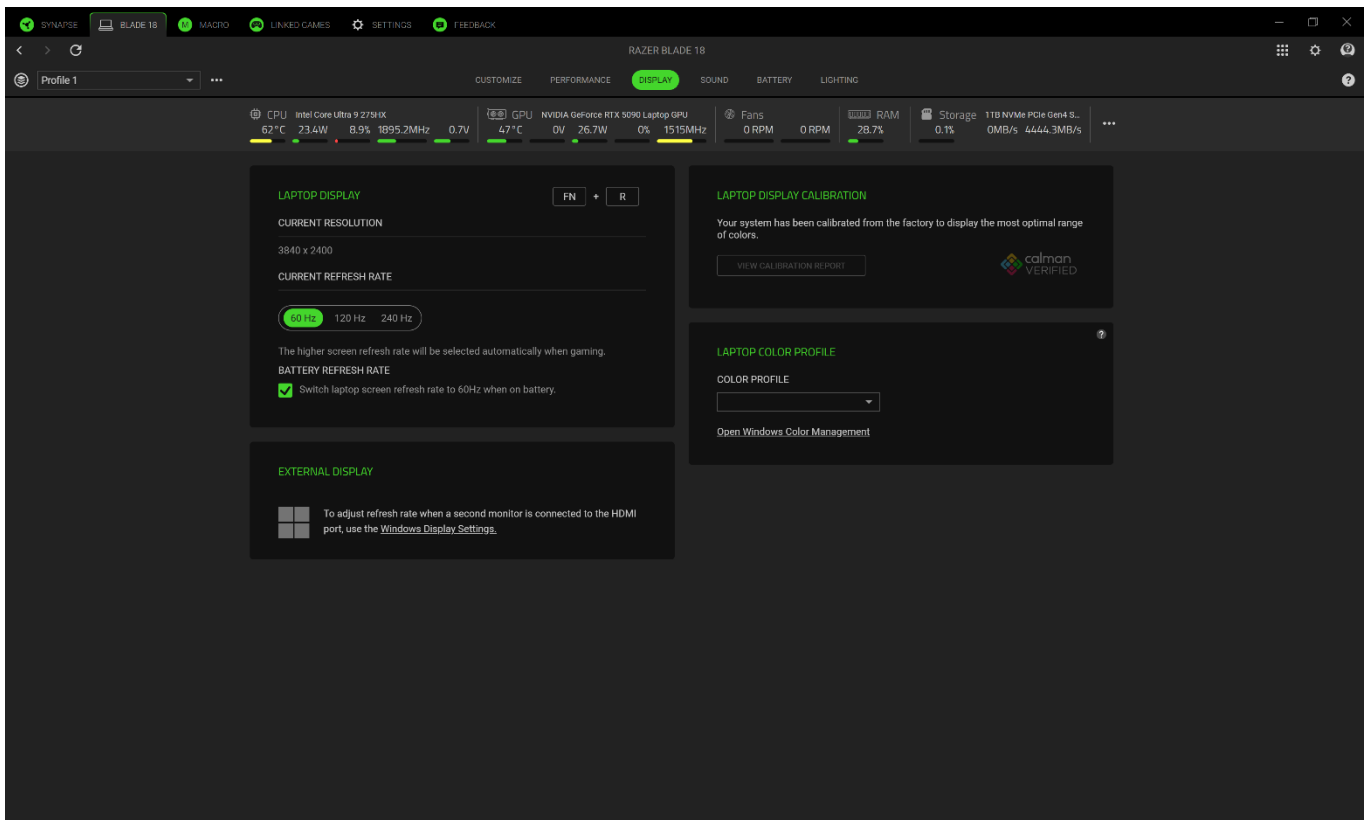 SYNAPSE BLADE 18 MACRO LINKED GAMES SETTINGS FEEDBACK
RAZER BLADE 18
Profile 1
CUSTOMIZE PERFORMANCE DISPLAY SOUND BATTERY LIGHTING
CPU Intel Core Ultra 9 275HX GPU NVIDIA GeForce RTX 5090 Laptop GPU Fans RAM Storage 1TB NVMe PCIe Gen4 S...
62°C 23.4W 8.9% 1895.2MHz 0.7V 47°C 0V 26.7W 0% 1515MHz 0 RPM 0 RPM 28.7% 0.1% 0MB/s 4444.3MB/s
LAPTOP DISPLAY
FN + R
CURRENT RESOLUTION
3840 x 2400
CURRENT REFRESH RATE
60 Hz 120 Hz 240 Hz
The higher screen refresh rate will be selected automatically when gaming.
BATTERY REFRESH RATE
Switch laptop screen refresh rate to 60Hz when on battery.
EXTERNAL DISPLAY
To adjust refresh rate when a second monitor is connected to the HDMI
port, use the Windows Display Settings.
LAPTOP DISPLAY CALIBRATION
Your system has been calibrated from the factory to display the most optimal range
of colors.
VIEW CALIBRATION REPORT
calman
VERIFIED
LAPTOP COLOR PROFILE
COLOR PROFILE
Open Windows Color Management